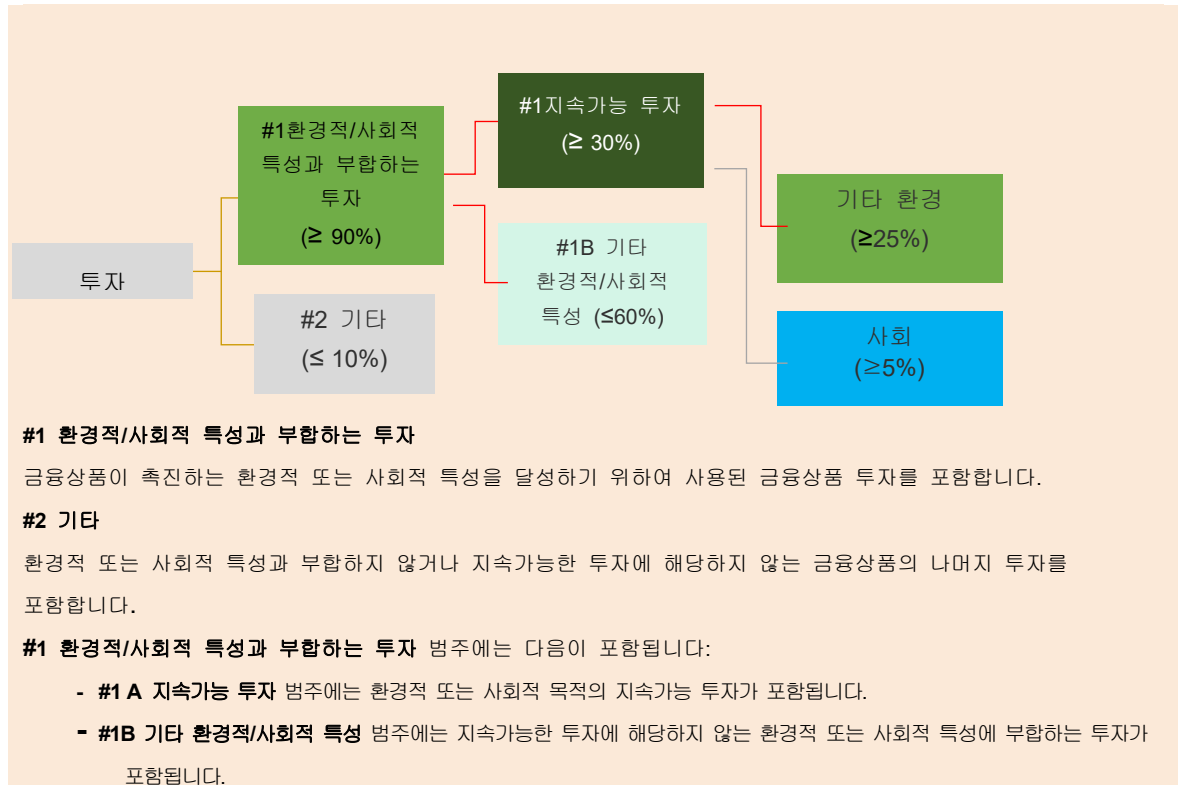 #1지속가능 투자
(≥ 30%)
#1환경적/사회적
특성과 부합하는
투자
(≥ 90%)
기타 환경
(≥25%)
#1B 기타
환경적/사회적
특성 (≤60%)
투자
#2 기타
(≤ 10%)
사회
(≥5%)
#1 환경적/사회적 특성과 부합하는 투자
금융상품이 촉진하는 환경적 또는 사회적 특성을 달성하기 위하여 사용된 금융상품 투자를 포함합니다.
#2 기타
환경적 또는 사회적 특성과 부합하지 않거나 지속가능한 투자에 해당하지 않는 금융상품의 나머지 투자를
포함합니다.
#1 환경적/사회적 특성과 부합하는 투자 범주에는 다음이 포함됩니다:
- #1 A 지속가능 투자 범주에는 환경적 또는 사회적 목적의 지속가능 투자가 포함됩니다.
- #1B 기타 환경적/사회적 특성 범주에는 지속가능한 투자에 해당하지 않는 환경적 또는 사회적 특성에 부합하는 투자가
포함됩니다.